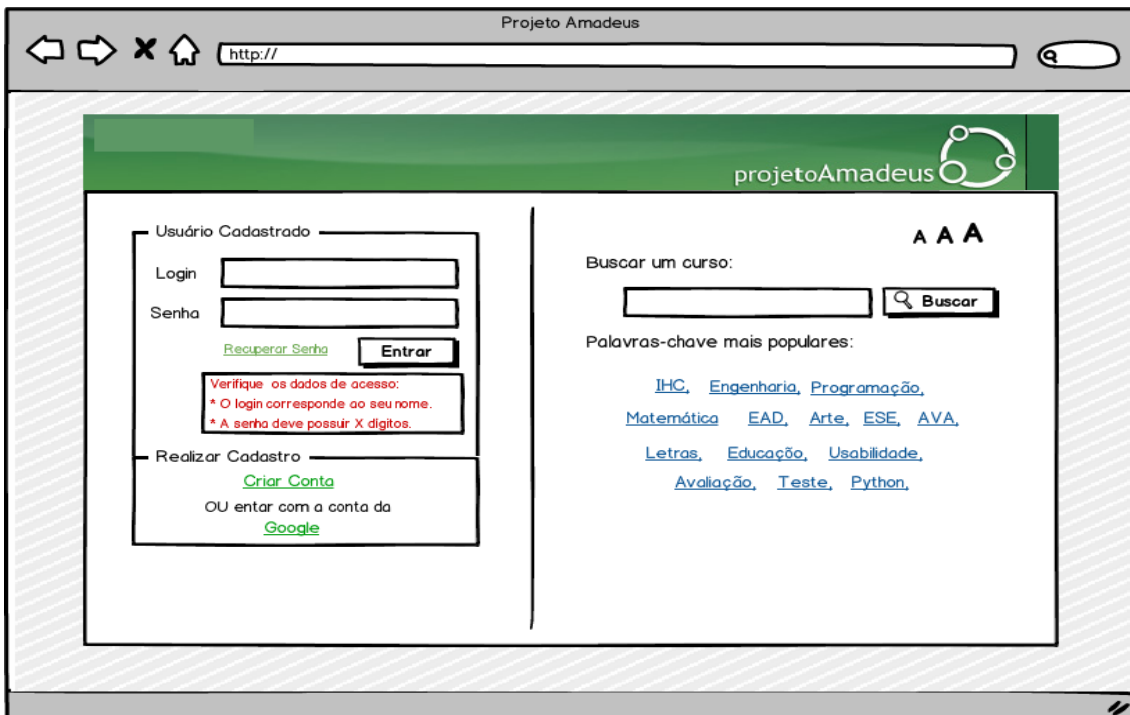 Projeto Amadeus
http://
projetoAmadeus
Usuário Cadastrado
Login
Senha
Recuperar Senha
Entrar
Verifique os dados de acesso:
* O login corresponde ao seu nome.
* A senha deve possuir X digitos.
Realizar Cadastro
Criar Conta
OU entar com a conta da
Google
A A A
Buscar um curso:
Buscar
Palavras-chave mais populares:
IHC, Engenharia, Programação,
Matemática EAD, Arte, ESE, AVA,
Letras, Educação, Usabilidade,
Avaliação, Teste, Python,